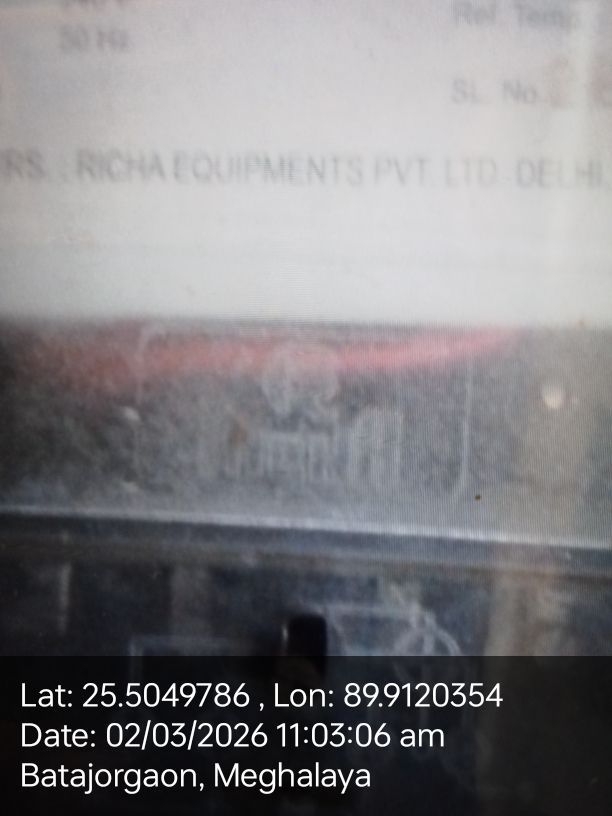 240 V
50 Hz
Ref. Temp.
SL. No.
RS. : RICHA EQUIPMENTS PVT. LTD. DELHI.
Lat: 25.5049786 , Lon: 89.9120354
Date: 02/03/2026 11:03:06 am
Batajorgaon, Meghalaya